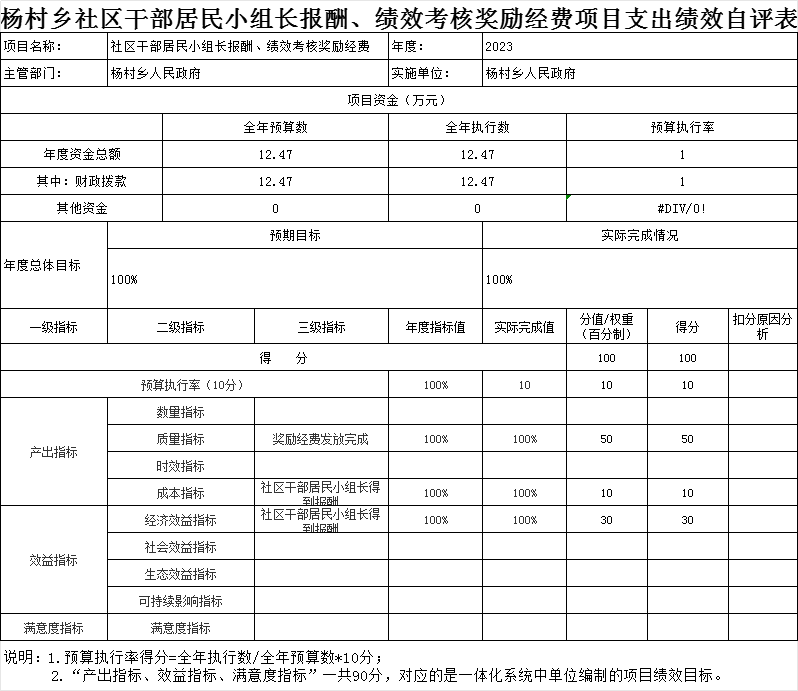 杨村乡社区干部居民小组长报酬、绩效考核奖励经费项目支出绩效自评表
项目名称： 社区干部居民小组长报酬、绩效考核奖励经费 年度： 2023
主管部门： 杨村乡人民政府 实施单位： 杨村乡人民政府
项目资金（万元）
全年预算数 全年执行数 预算执行率
年度资金总额 12.47 12.47 1
其中：财政拨款 12.47 12.47 1
其他资金 0 0 #DIV/0!
年度总体目标 预期目标 实际完成情况
100% 100%
一级指标 二级指标 三级指标 年度指标值 实际完成值 分值/权重（百分制） 得分 扣分原因分析
得 分 100 100
预算执行率（10分） 100% 10 10 10
产出指标 数量指标
质量指标 奖励经费发放完成 100% 100% 50 50
时效指标
成本指标 社区干部居民小组长得到报酬 100% 100% 10 10
效益指标 经济效益指标 社区干部居民小组长得到报酬 100% 100% 30 30
社会效益指标
生态效益指标
可持续影响指标
满意度指标 满意度指标
说明：1.预算执行率得分=全年执行数/全年预算数*10分；
2.“产出指标、效益指标、满意度指标”一共90分，对应的是一体化系统中单位编制的项目绩效目标。